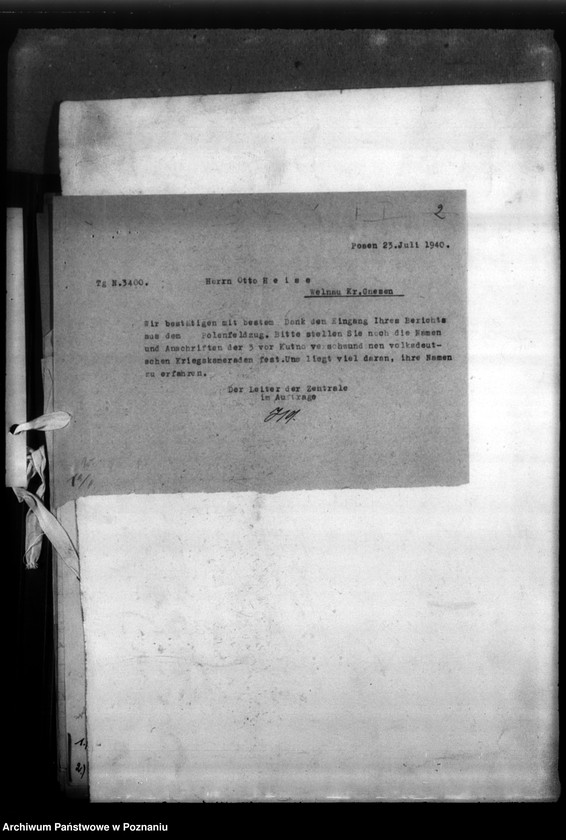 2
Posen 23.Juli 1940.
Tg N.3400.
Herrn Otto H e i s e
Welnau Kr.Gnesen
Wir bestätigen mit bestem Dank den Eingang Ihres Berichts
aus dem Polenfeldzug. Bitte stellen Sie noch die Namen
und Anschriften der 3 vor Kutno verschwundnen volksdeut-
schen Kriegskameraden fest.Uns liegt viel daran, ihre Namen
zu erfahren.
Der Leiter der Zentrale
im Auftrage
1.)
2)
Archiwum Państwowe w Poznaniu